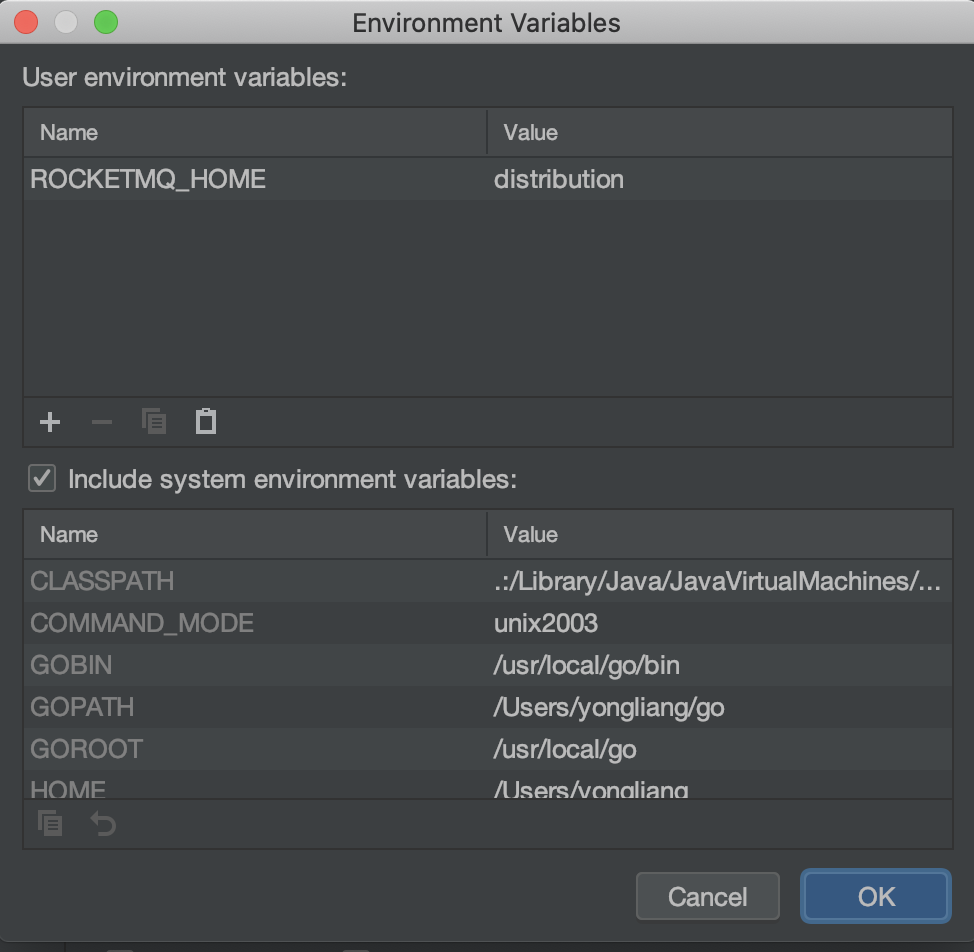 Environment Variables
User environment variables:
Name Value
ROCKETMQ_HOME distribution
Include system environment variables:
Name Value
CLASSPATH .:/Library/Java/JavaVirtualMachines/...
COMMAND_MODE unix2003
GOBIN /usr/local/go/bin
GOPATH /Users/yongliang/go
GOROOT /usr/local/go
HOME /Users/yongliang
Cancel OK